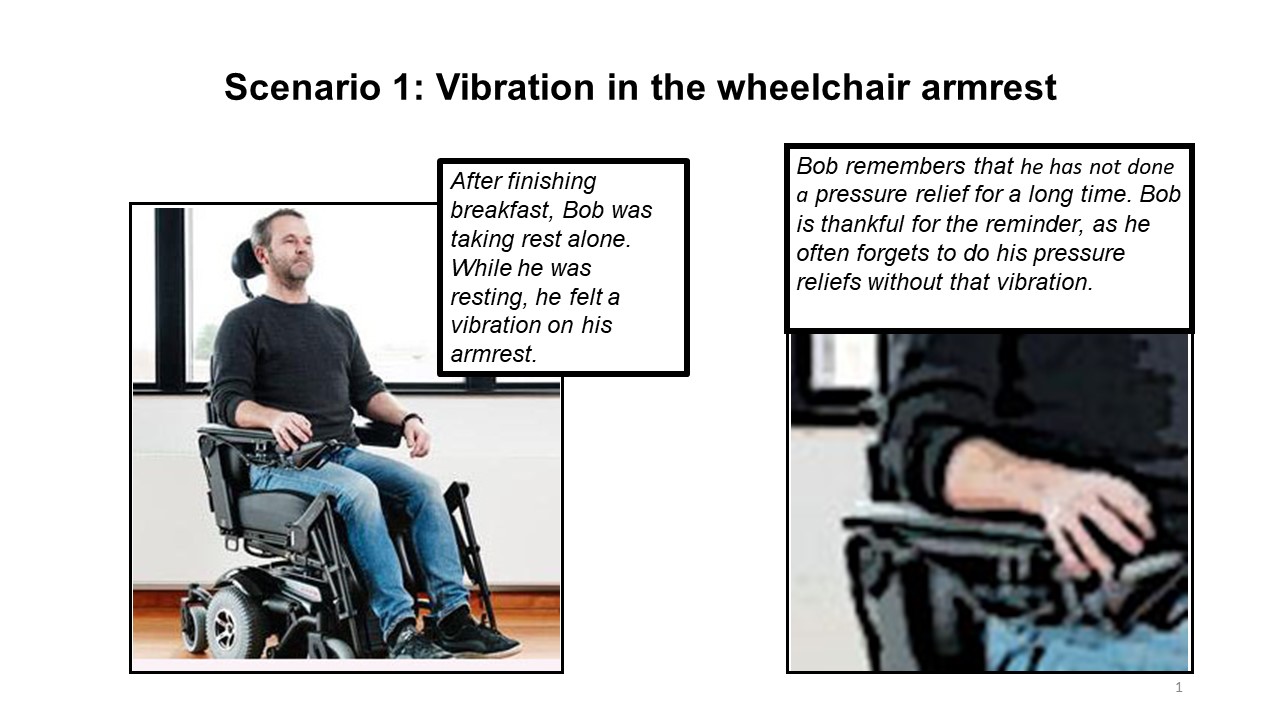 Scenario 1: Vibration in the wheelchair armrest
After finishing
breakfast, Bob was
taking rest alone.
While he was
resting, he felt a
vibration on his
armrest.
Bob remembers that he has not done
a pressure relief for a long time. Bob
is thankful for the reminder, as he
often forgets to do his pressure
reliefs without that vibration.
1